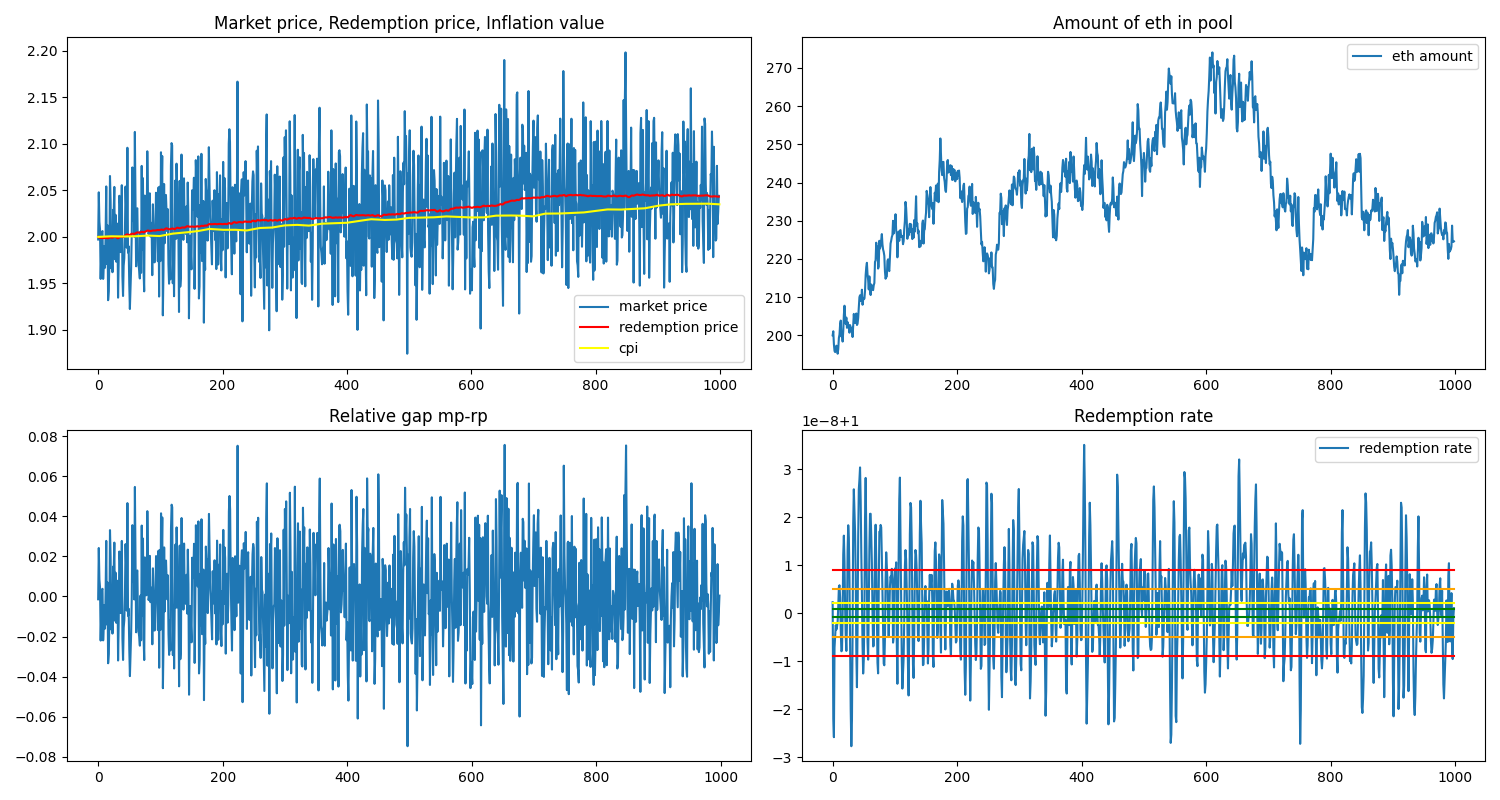 Market price, Redemption price, Inflation value
2.20
2.15
2.10
2.05
2.00
1.95
1.90
market price
redemption price
cpi
0 200 400 600 800 1000
Amount of eth in pool
eth amount
270
260
250
240
230
220
210
200
0 200 400 600 800 1000
Relative gap mp-rp
0.08
0.06
0.04
0.02
0.00
−0.02
−0.04
−0.06
−0.08
0 200 400 600 800 1000
Redemption rate
1e−8+1
redemption rate
3
2
1
0
−1
−2
−3
0 200 400 600 800 1000